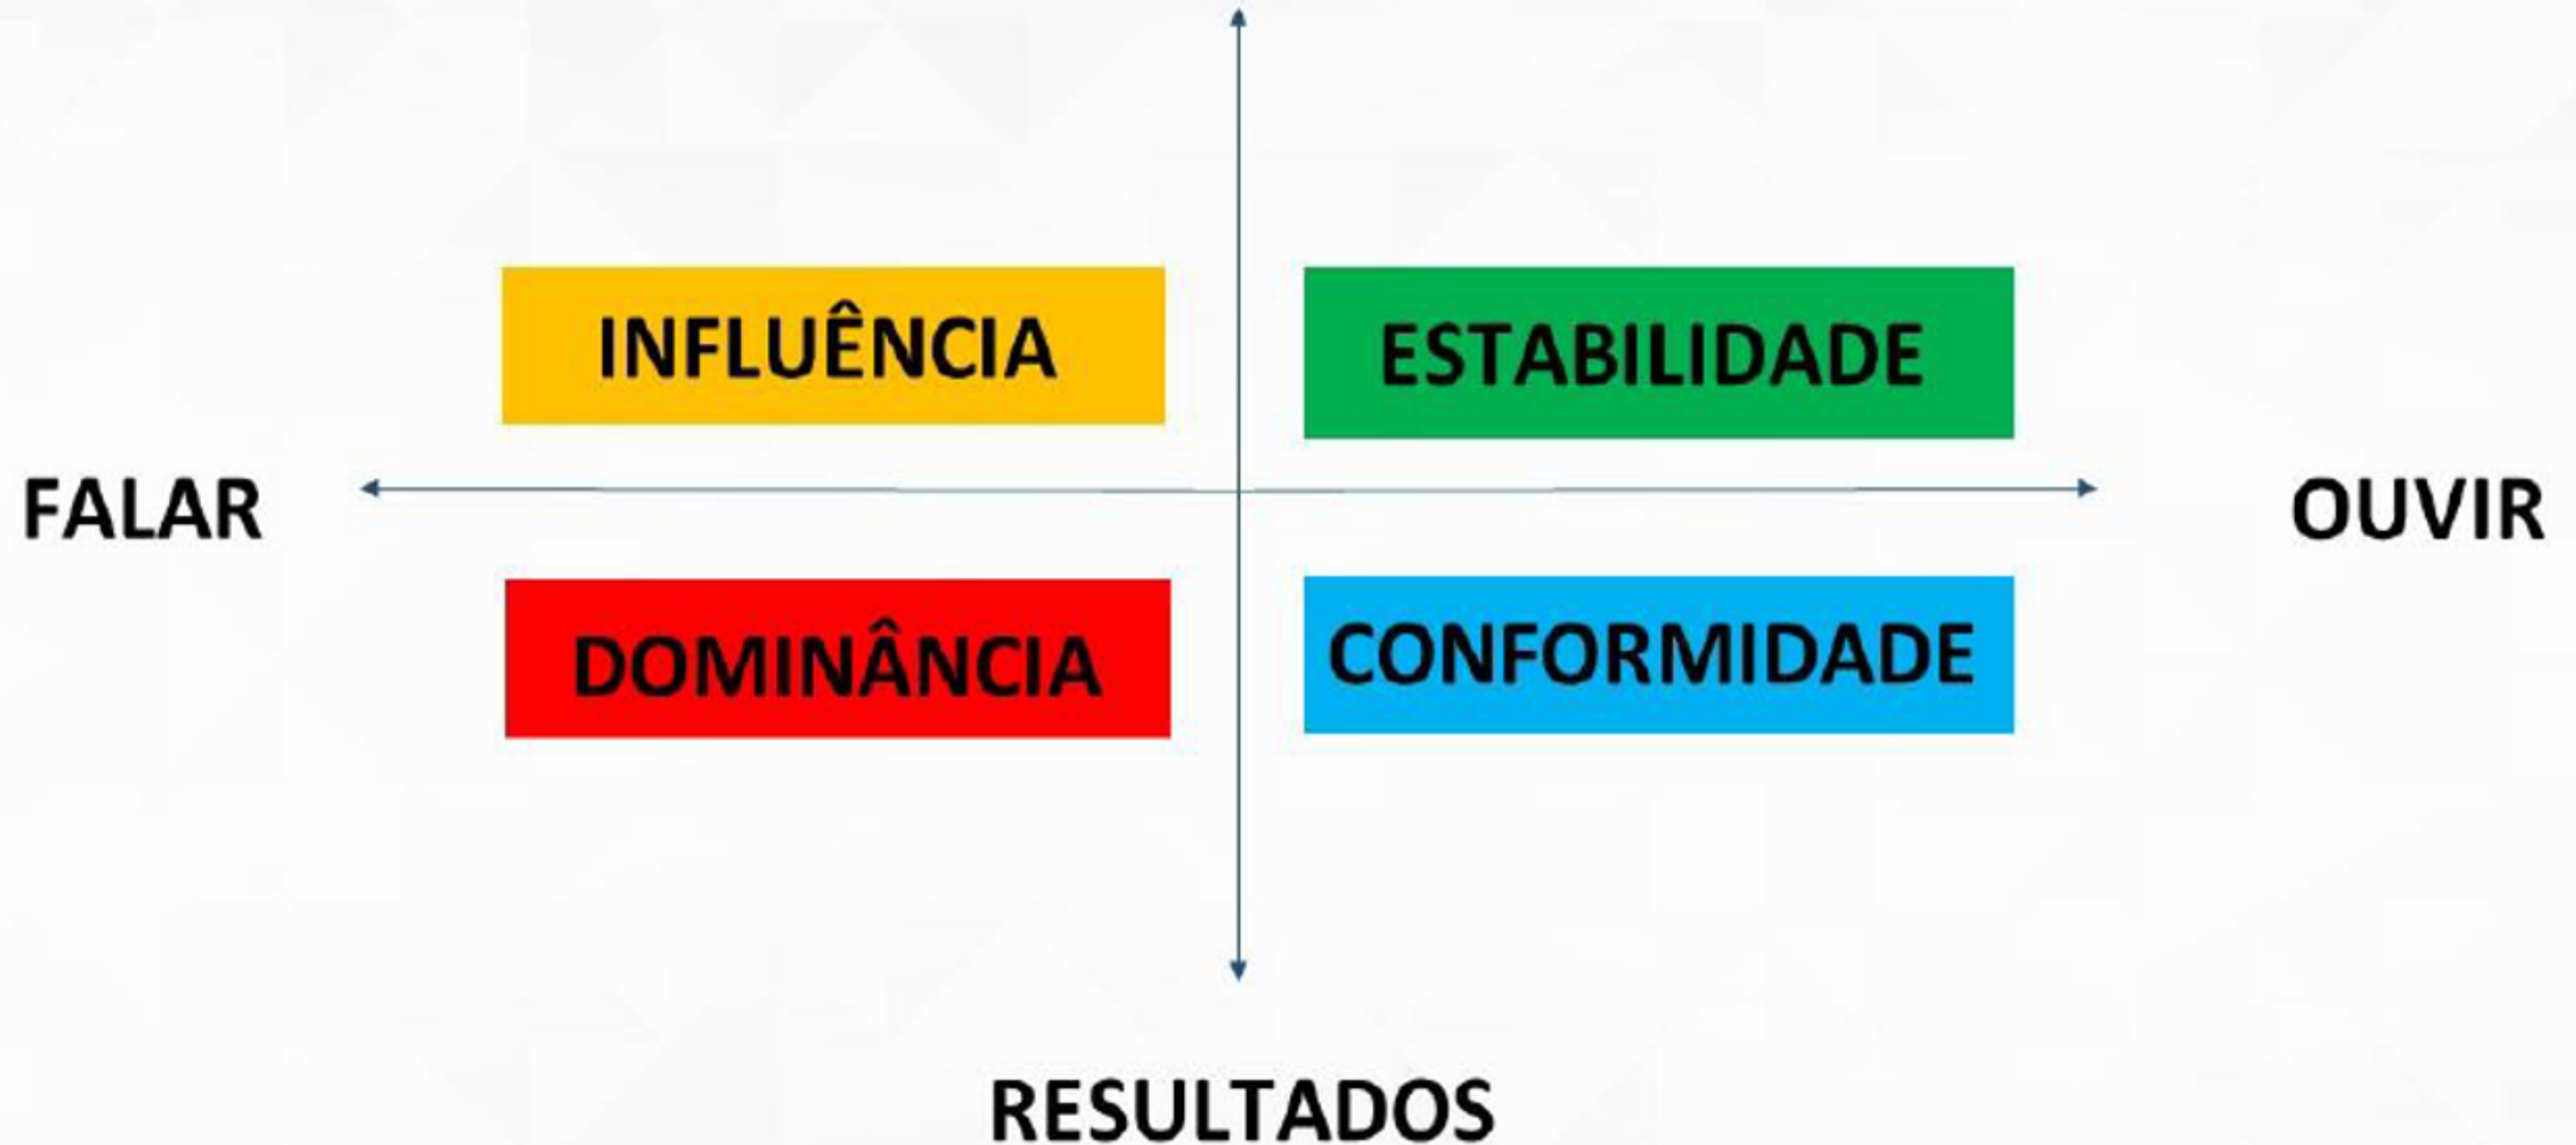 INFLUÊNCIA
ESTABILIDADE
FALAR
OUVIR
DOMINÂNCIA
CONFORMIDADE
RESULTADOS